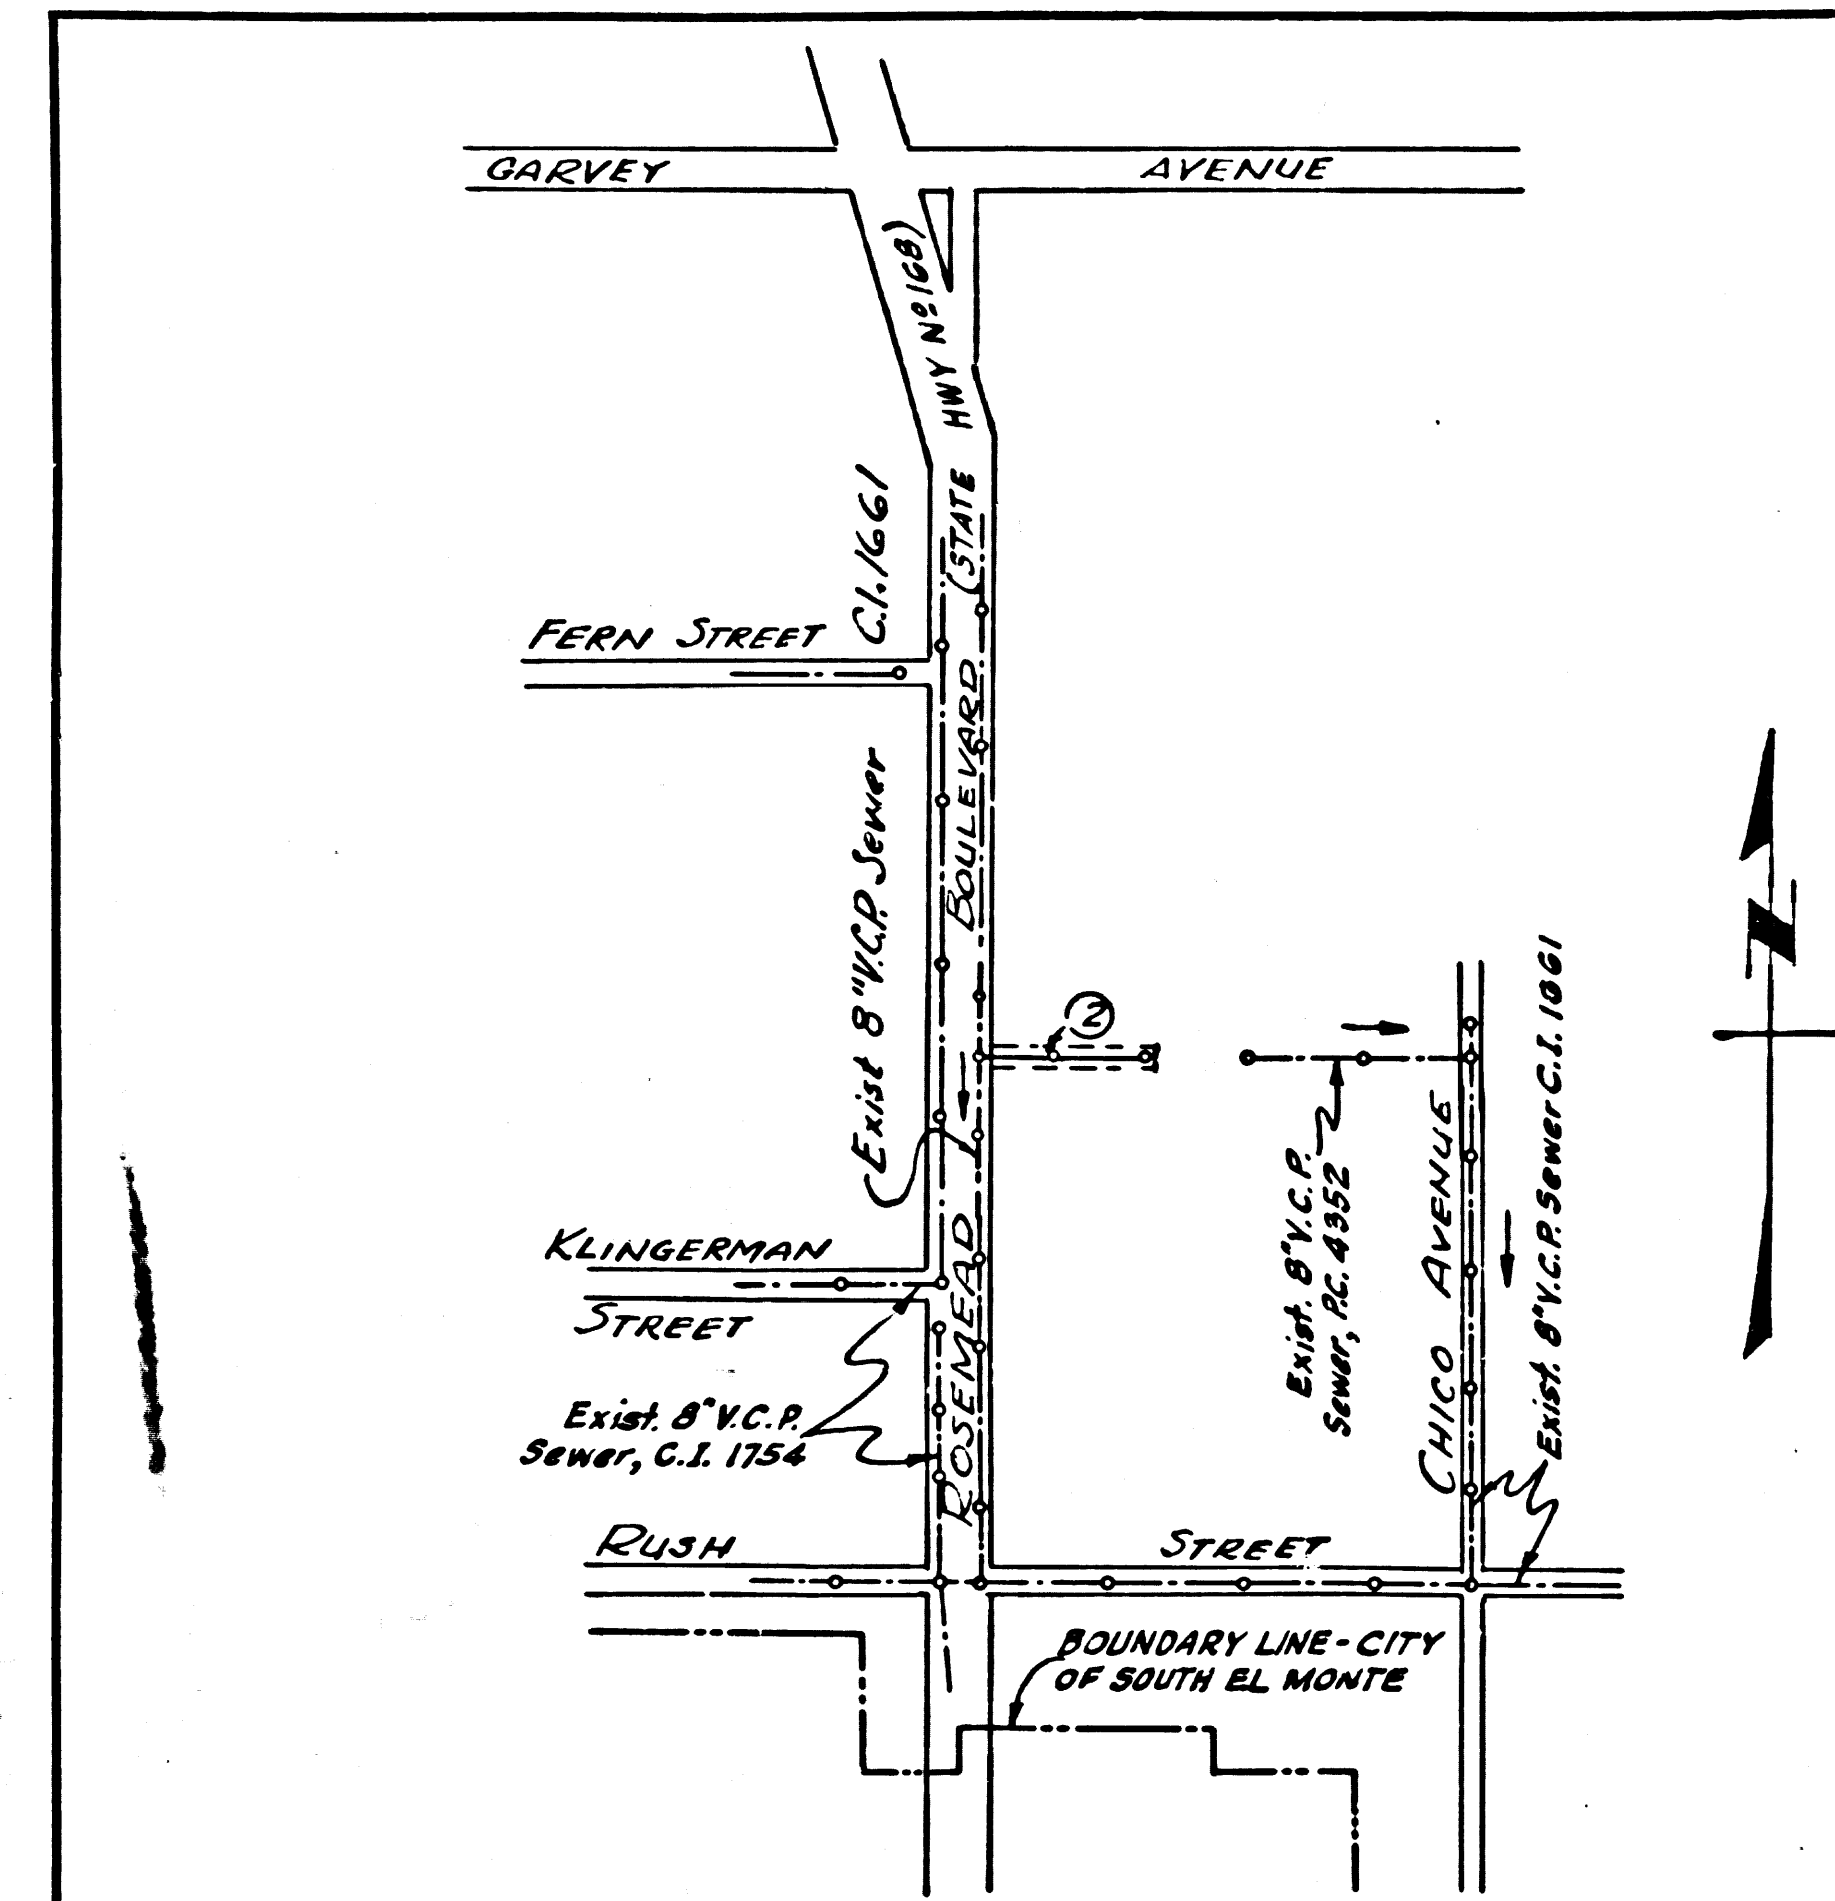 GARVEY AVENUE
ROSEMEAD BOULEVARD (STATE HWY Nº 168)
FERN STREET
Exist 8" V.C.P. Sewer C.I. 1661
2
Exist. 8" V.C.P.
Sewer, P.C. 4352
CHICO AVENUE
Exist. 8" V.C.P. Sewer C.I. 1661
N
KLINGERMAN
STREET
Exist. 8" V.C.P.
Sewer, C.I. 1754
RUSH STREET
BOUNDARY LINE - CITY
OF SOUTH EL MONTE